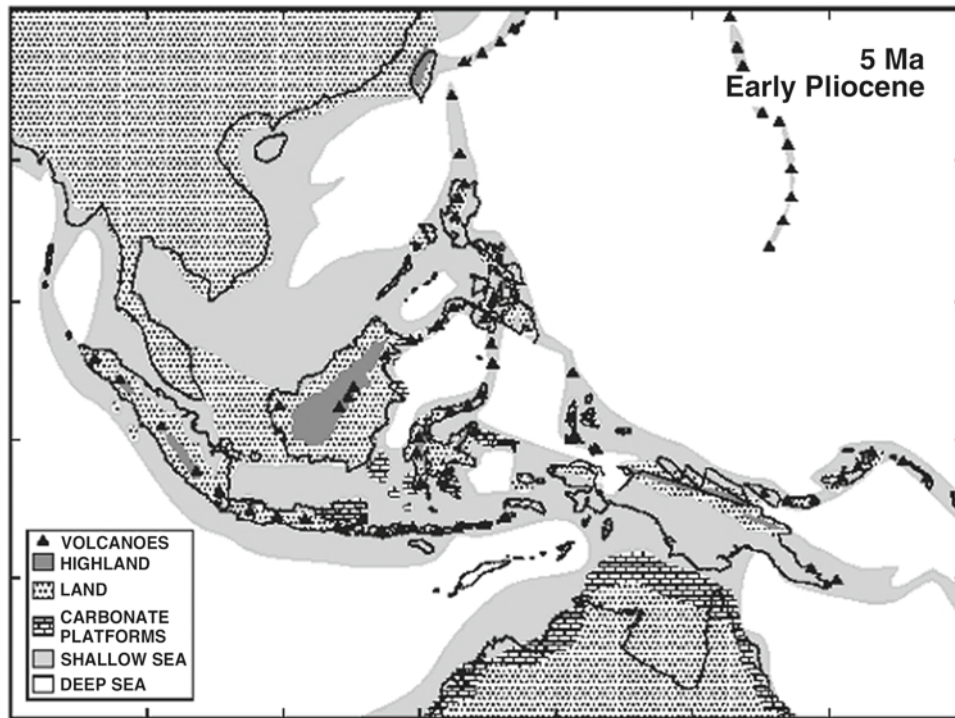 5 Ma
Early Pliocene
VOLCANOES
HIGHLAND
LAND
CARBONATE
PLATFORMS
SHALLOW SEA
DEEP SEA